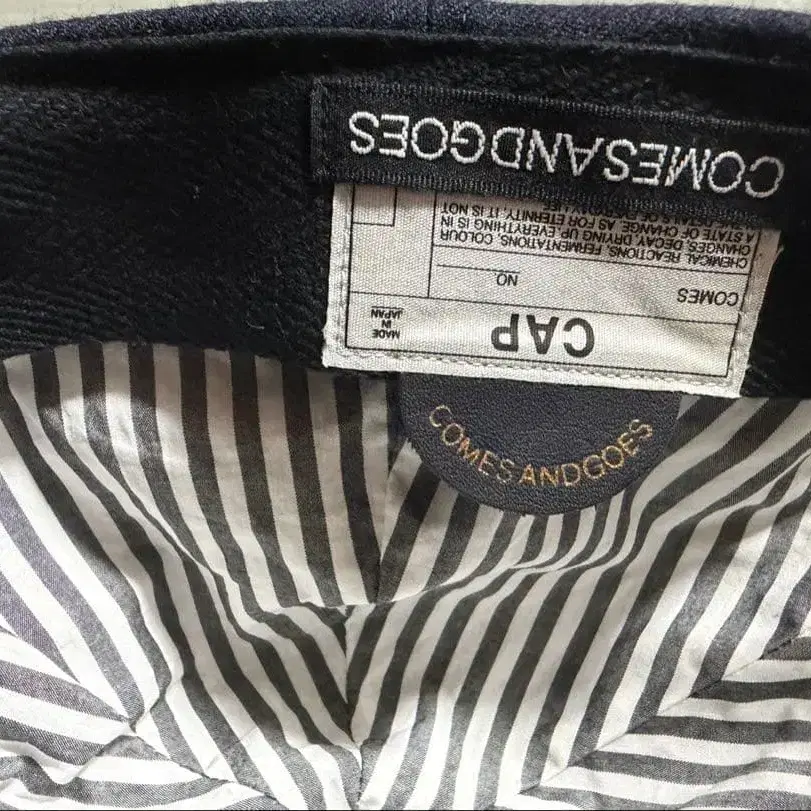 COMESANDGOES
CAP
MADE
IN
JAPAN
COMES
NO.
CHEMICAL REACTIONS, FERMENTATIONS, COLOUR
CHANGES, DECAY, DRYING UP. EVERYTHING IS IN
A STATE OF CHANGE. AS FOR ETERNITY, IT IS NOT
COMESANDGOES